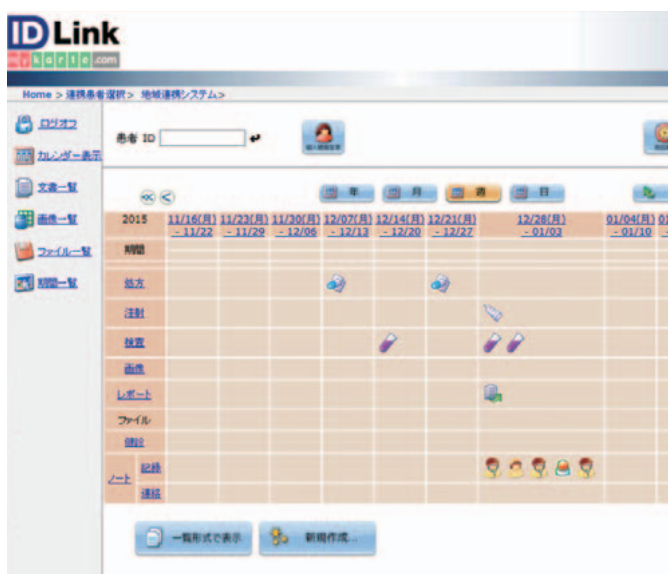 ID Link
mykarte.com
Home > 連携患者選択> 地域連携システム>
ログオフ
患者 ID
カレンダー表示
文書一覧
年 月 週 日
画像一覧
2015 11/16(月) 11/23(月) 11/30(月) 12/07(月) 12/14(月) 12/21(月) 12/28(月) 01/04(月)
- 11/22 - 11/29 - 12/06 - 12/13 - 12/20 - 12/27 - 01/03 - 01/10
ファイル一覧
期間
期間一覧
処方
注射
検査
画像
レポート
ファイル
健診
ノート 記録
連絡
一覧形式で表示 新規作成...